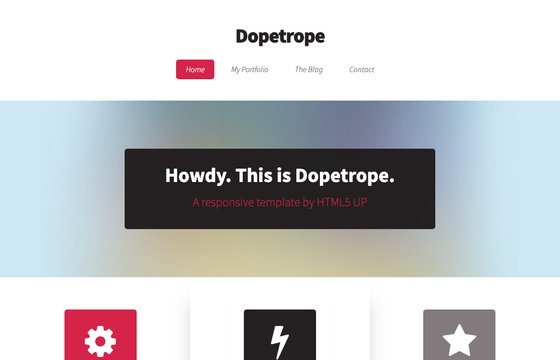 Dopetrope
Home My Portfolio The Blog Contact
Howdy. This is Dopetrope.
A responsive template by HTML5 UP